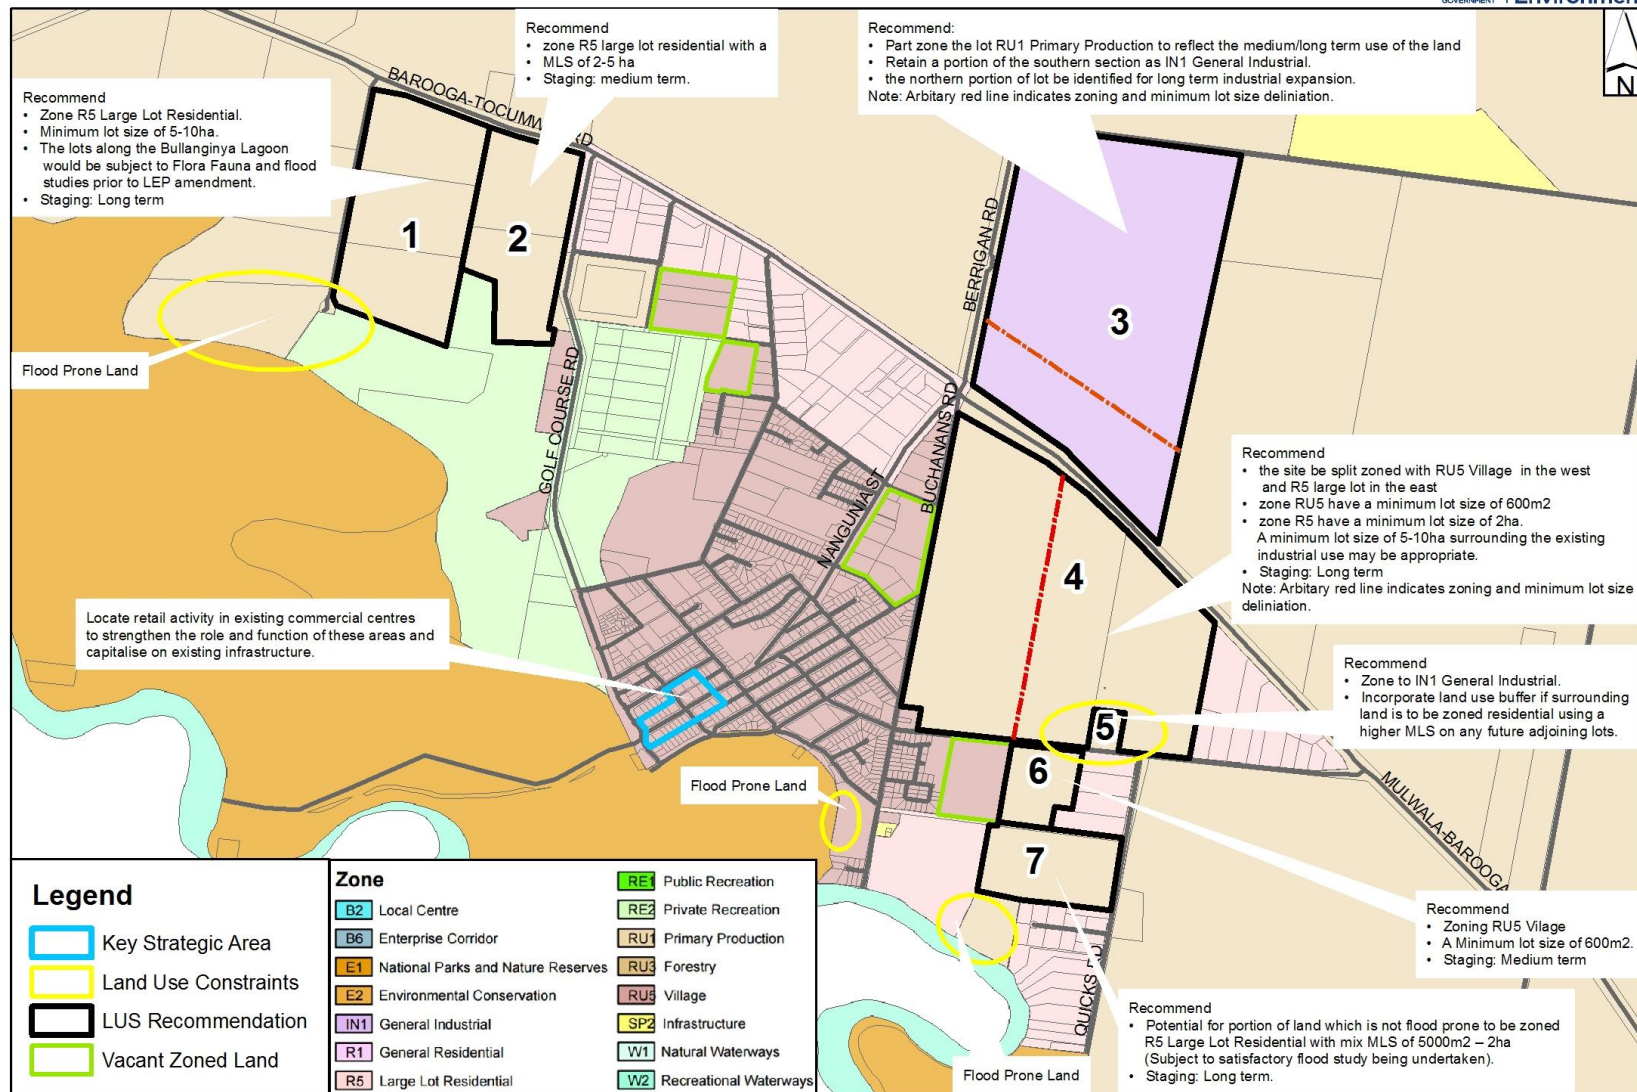 GOVERNMENT
Environment
N
Recommend
• Zone R5 Large Lot Residential.
• Minimum lot size of 5-10ha.
• The lots along the Bullanginya Lagoon
would be subject to Flora Fauna and flood
studies prior to LEP amendment.
• Staging: Long term
Recommend
• zone R5 large lot residential with a
• MLS of 2-5 ha
• Staging: medium term.
Recommend:
• Part zone the lot RU1 Primary Production to reflect the medium/long term use of the land
• Retain a portion of the southern section as IN1 General Industrial.
• the northern portion of lot be identified for long term industrial expansion.
Note: Arbitary red line indicates zoning and minimum lot size deliniation.
BAROOGA-TOCUMW
RD
1
2
3
BERRIGAN RD
Flood Prone Land
GOLF COURSE RD
BUCHANANS RD
NANGUNIA ST
4
Recommend
• the site be split zoned with RU5 Village in the west
and R5 large lot in the east
• zone RU5 have a minimum lot size of 600m2
• zone R5 have a minimum lot size of 2ha.
A minimum lot size of 5-10ha surrounding the existing
industrial use may be appropriate.
• Staging: Long term
Note: Arbitary red line indicates zoning and minimum lot size
deliniation.
Locate retail activity in existing commercial centres
to strengthen the role and function of these areas and
capitalise on existing infrastructure.
Recommend
• Zone to IN1 General Industrial.
• Incorporate land use buffer if surrounding
land is to be zoned residential using a
higher MLS on any future adjoining lots.
5
6
7
Flood Prone Land
MULWALA-BAROOGA
QUICKS RD
Recommend
• Zoning RU5 Vilage
• A Minimum lot size of 600m2.
• Staging: Medium term
Recommend
• Potential for portion of land which is not flood prone to be zoned
R5 Large Lot Residential with mix MLS of 5000m2 – 2ha
(Subject to satisfactory flood study being undertaken).
• Staging: Long term.
Flood Prone Land
Legend
Key Strategic Area
Land Use Constraints
LUS Recommendation
Vacant Zoned Land
Zone
B2 Local Centre
B6 Enterprise Corridor
E1 National Parks and Nature Reserves
E2 Environmental Conservation
IN1 General Industrial
R1 General Residential
R5 Large Lot Residential
RE1 Public Recreation
RE2 Private Recreation
RU1 Primary Production
RU3 Forestry
RU5 Village
SP2 Infrastructure
W1 Natural Waterways
W2 Recreational Waterways